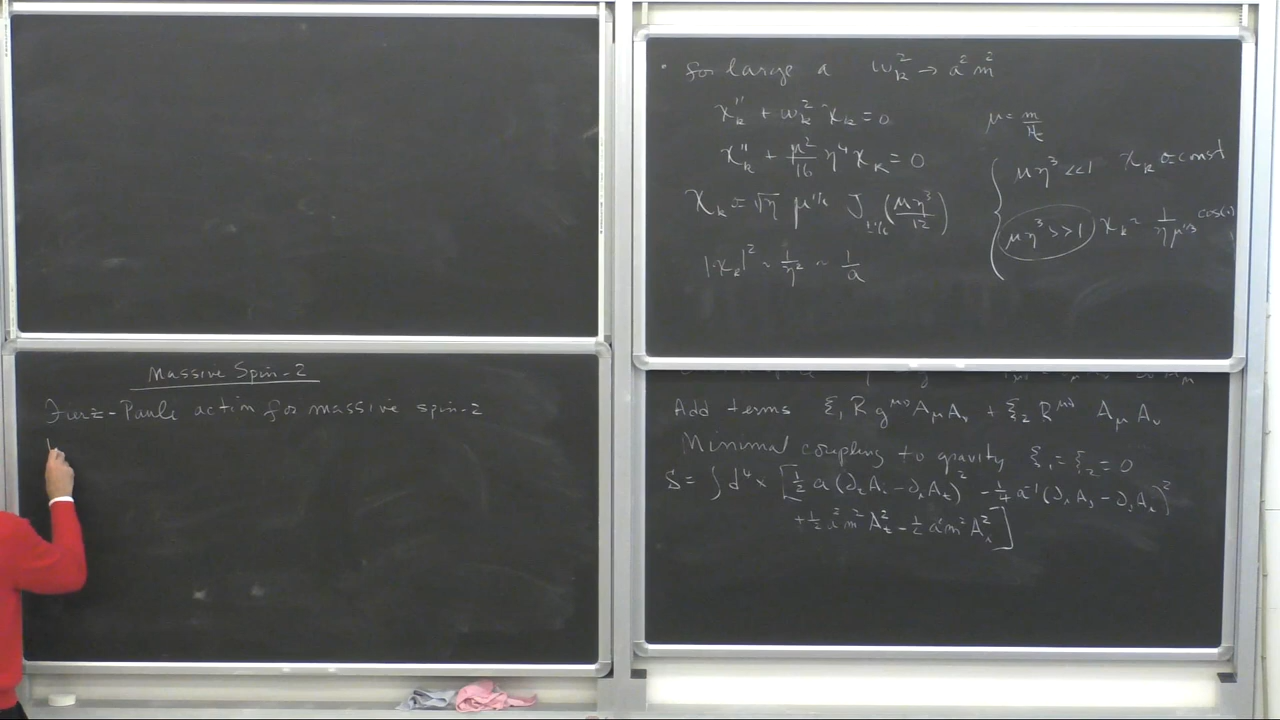 Massive Spin-2
Fierz-Pauli action for massive spin-2
• for large a ω_k² → a² m²
χ_k'' + ω_k² χ_k = 0
μ = m/H
χ_k'' + μ²/16 η⁴ χ_k = 0
{ μη³ << 1 χ_k ≃ const
χ_k ≃ √η μ^{1/6} J_{±1/6} (μη³/12)
μη³ >> 1 χ_k ≃ 1/(η μ^{1/3}) cos( )
|χ_k|² ~ 1/η² ~ 1/a
Add terms ξ₁ R g^{μν} A_μ A_ν + ξ₂ R^{μν} A_μ A_ν
Minimal coupling to gravity ξ₁ = ξ₂ = 0
S = ∫ d⁴x [ ½ a (∂_t A_i - ∂_i A_t)² - ¼ a⁻¹ (∂_i A_j - ∂_j A_i)²
+ ½ a³ m² A_t² - ½ a m² A_i² ]